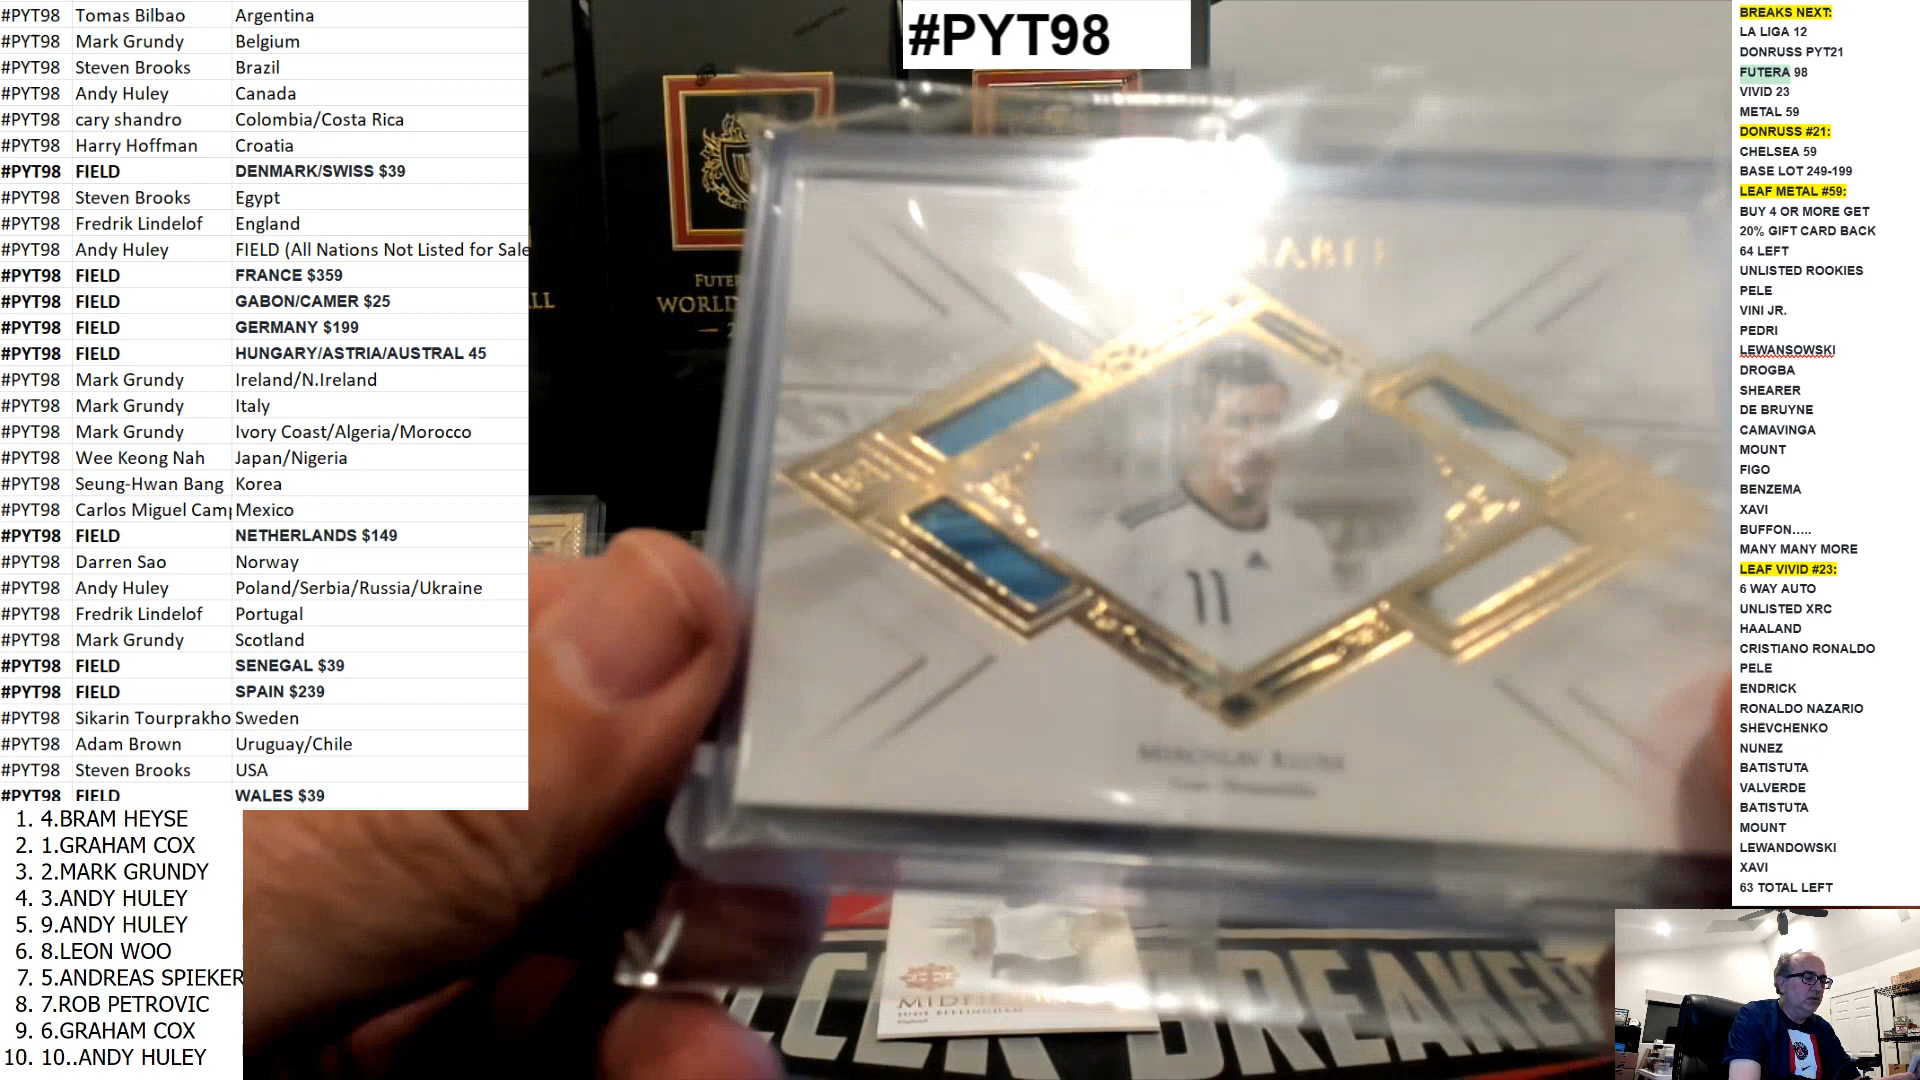 #PYT98 Tomas Bilbao Argentina
#PYT98 Mark Grundy Belgium
#PYT98 Steven Brooks Brazil
#PYT98 Andy Huley Canada
#PYT98 cary shandro Colombia/Costa Rica
#PYT98 Harry Hoffman Croatia
#PYT98 FIELD DENMARK/SWISS $39
#PYT98 Steven Brooks Egypt
#PYT98 Fredrik Lindelof England
#PYT98 Andy Huley FIELD (All Nations Not Listed for Sale
#PYT98 FIELD FRANCE $359
#PYT98 FIELD GABON/CAMER $25
#PYT98 FIELD GERMANY $199
#PYT98 FIELD HUNGARY/ASTRIA/AUSTRAL 45
#PYT98 Mark Grundy Ireland/N.Ireland
#PYT98 Mark Grundy Italy
#PYT98 Mark Grundy Ivory Coast/Algeria/Morocco
#PYT98 Wee Keong Nah Japan/Nigeria
#PYT98 Seung-Hwan Bang Korea
#PYT98 Carlos Miguel Camp Mexico
#PYT98 FIELD NETHERLANDS $149
#PYT98 Darren Sao Norway
#PYT98 Andy Huley Poland/Serbia/Russia/Ukraine
#PYT98 Fredrik Lindelof Portugal
#PYT98 Mark Grundy Scotland
#PYT98 FIELD SENEGAL $39
#PYT98 FIELD SPAIN $239
#PYT98 Sikarin Tourprakho Sweden
#PYT98 Adam Brown Uruguay/Chile
#PYT98 Steven Brooks USA
#PYT98 FIELD WALES $39
1. 4.BRAM HEYSE
2. 1.GRAHAM COX
3. 2.MARK GRUNDY
4. 3.ANDY HULEY
5. 9.ANDY HULEY
6. 8.LEON WOO
7. 5.ANDREAS SPIEKER
8. 7.ROB PETROVIC
9. 6.GRAHAM COX
10. 10..ANDY HULEY
#PYT98
WORLD
11
MIROSLAV KLOSE
MIDFIE
JUDE BELLINGHAM
England
BREAKER
BREAKS NEXT:
LA LIGA 12
DONRUSS PYT21
FUTERA 98
VIVID 23
METAL 59
DONRUSS #21:
CHELSEA 59
BASE LOT 249-199
LEAF METAL #59:
BUY 4 OR MORE GET
20% GIFT CARD BACK
64 LEFT
UNLISTED ROOKIES
PELE
VINI JR.
PEDRI
LEWANSOWSKI
DROGBA
SHEARER
DE BRUYNE
CAMAVINGA
MOUNT
FIGO
BENZEMA
XAVI
BUFFON.....
MANY MANY MORE
LEAF VIVID #23:
6 WAY AUTO
UNLISTED XRC
HAALAND
CRISTIANO RONALDO
PELE
ENDRICK
RONALDO NAZARIO
SHEVCHENKO
NUNEZ
BATISTUTA
VALVERDE
BATISTUTA
MOUNT
LEWANDOWSKI
XAVI
63 TOTAL LEFT